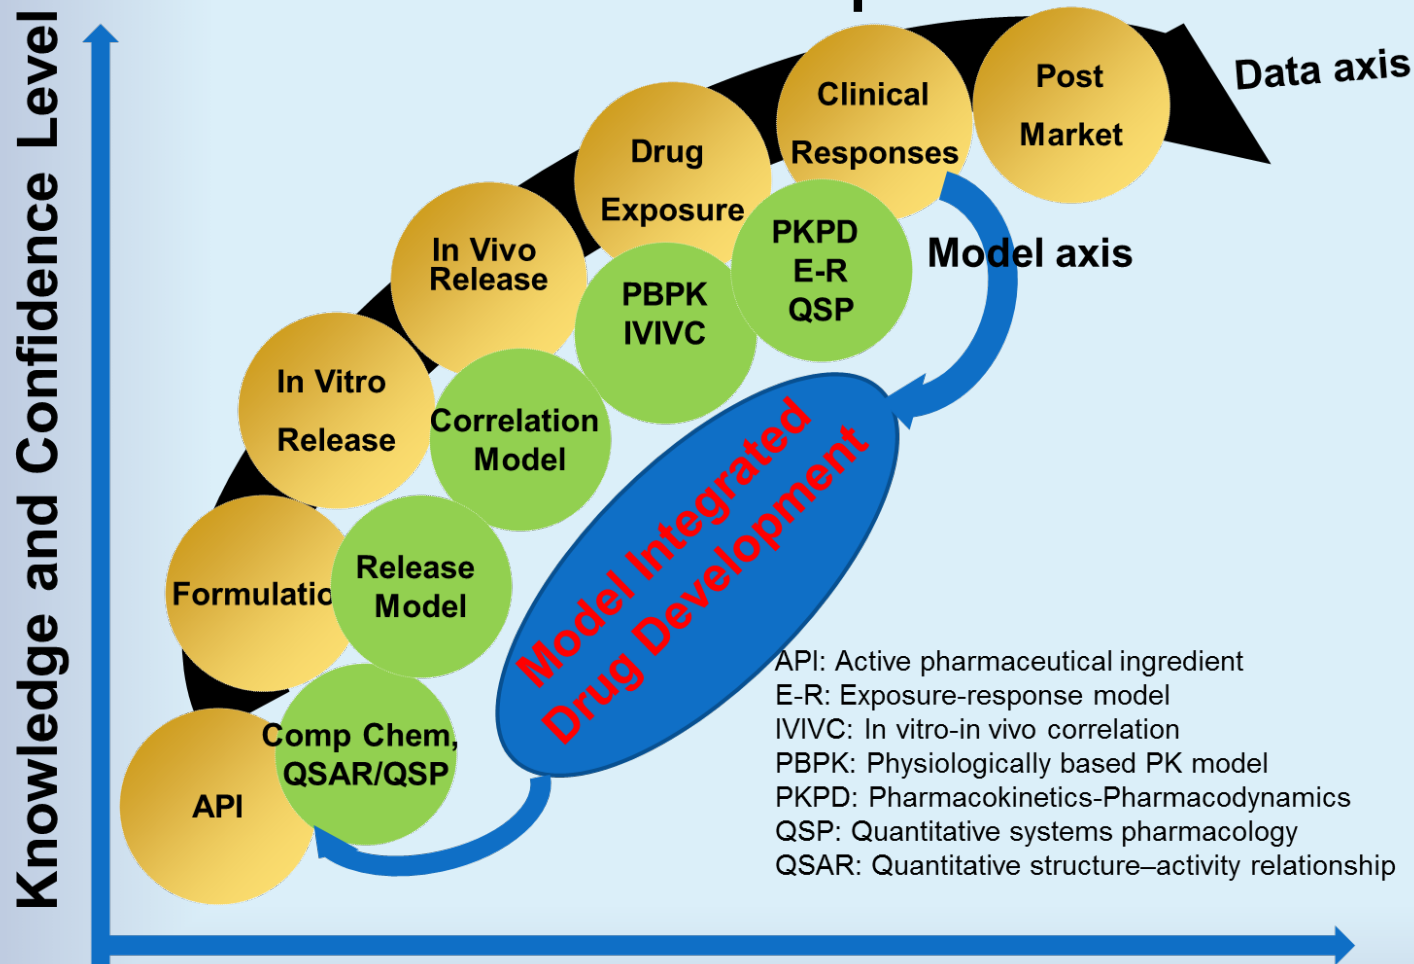 Knowledge and Confidence Level
Data axis
Post
Market
Clinical
Responses
Drug
Exposure
In Vivo
Release
In Vitro
Release
Formulatio
API
Model axis
PKPD
E-R
QSP
PBPK
IVIVC
Correlation
Model
Release
Model
Comp Chem,
QSAR/QSP
Model Integrated
Drug Development
API: Active pharmaceutical ingredient
E-R: Exposure-response model
IVIVC: In vitro-in vivo correlation
PBPK: Physiologically based PK model
PKPD: Pharmacokinetics-Pharmacodynamics
QSP: Quantitative systems pharmacology
QSAR: Quantitative structure–activity relationship